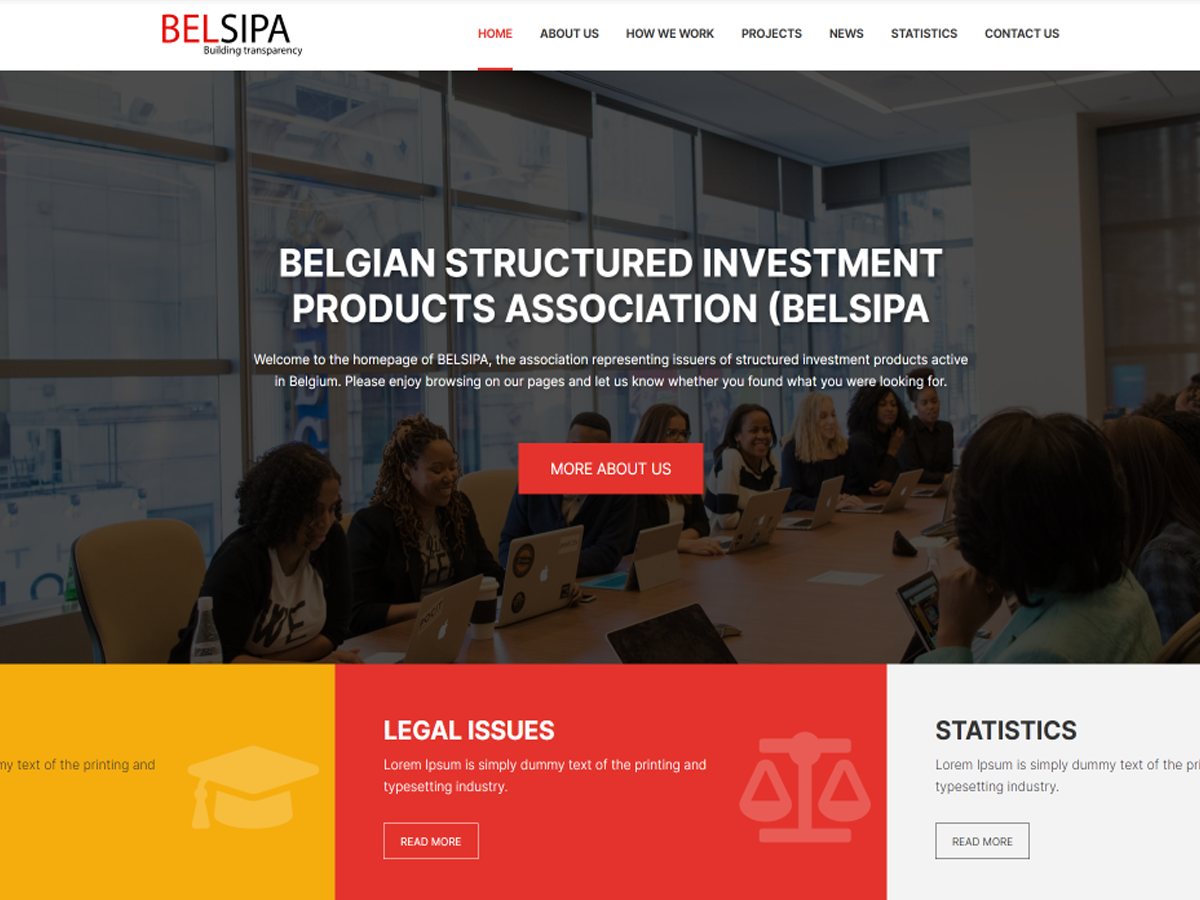 BELSIPA
Building transparency
HOME ABOUT US HOW WE WORK PROJECTS NEWS STATISTICS CONTACT US
BELGIAN STRUCTURED INVESTMENT
PRODUCTS ASSOCIATION (BELSIPA
Welcome to the homepage of BELSIPA, the association representing issuers of structured investment products active
in Belgium. Please enjoy browsing on our pages and let us know whether you found what you were looking for.
MORE ABOUT US
my text of the printing and
LEGAL ISSUES
Lorem Ipsum is simply dummy text of the printing and
typesetting industry.
READ MORE
STATISTICS
Lorem Ipsum is simply dummy text of the pri
typesetting industry.
READ MORE